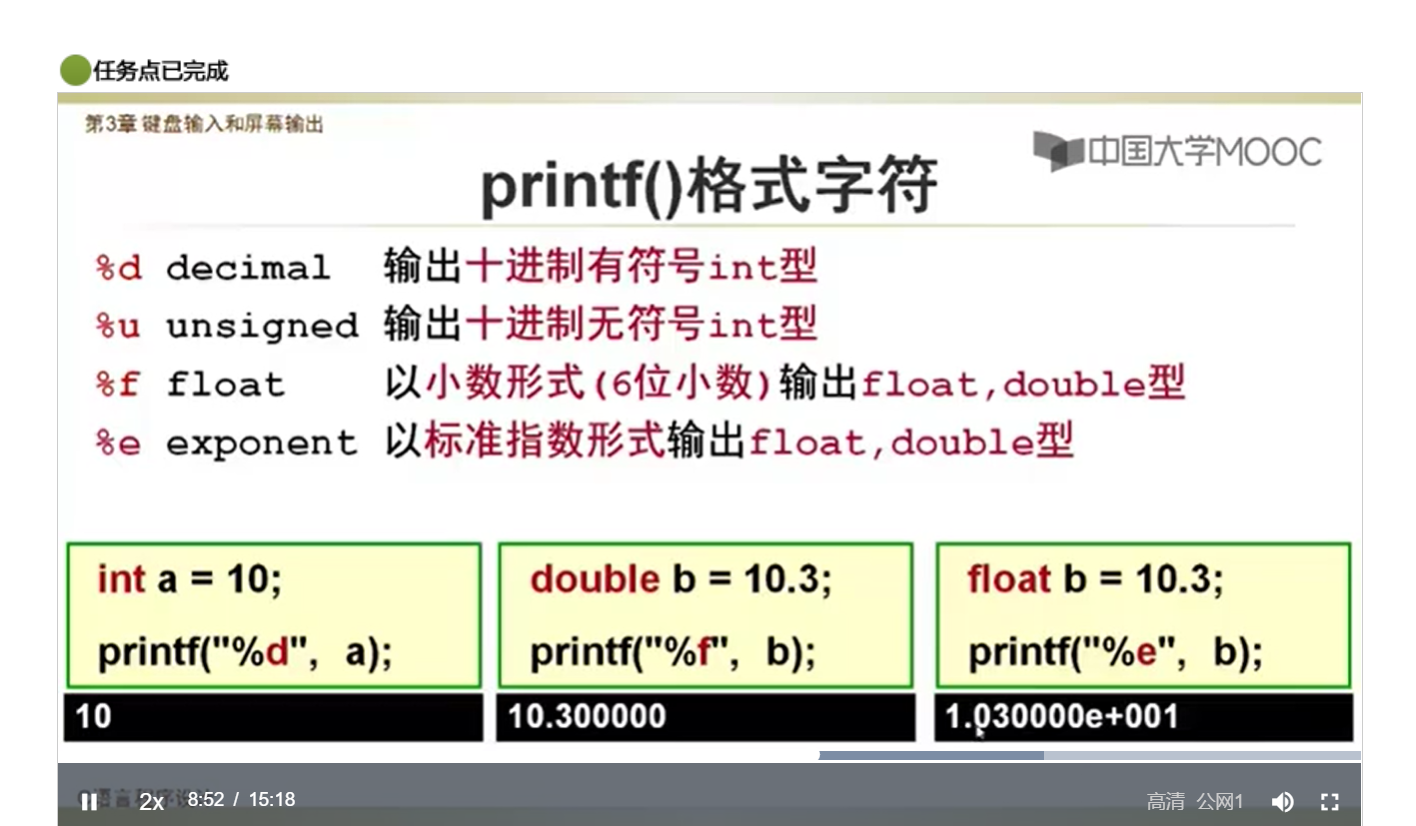 任务点已完成
第3章 键盘输入和屏幕输出
中国大学MOOC
printf()格式字符
%d decimal 输出十进制有符号int型
%u unsigned 输出十进制无符号int型
%f float 以小数形式(6位小数)输出float,double型
%e exponent 以标准指数形式输出float,double型
int a = 10;
printf("%d", a);
10
double b = 10.3;
printf("%f", b);
10.300000
float b = 10.3;
printf("%e", b);
1.030000e+001
2x 8:52 / 15:18 高清 公网1